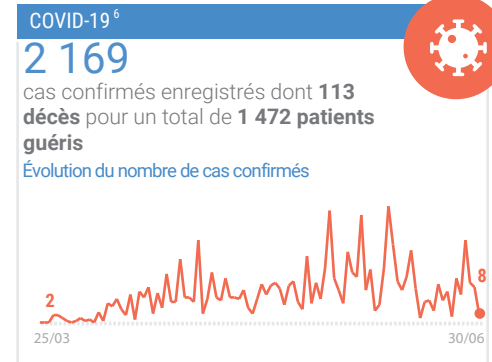 COVID-19 6
2 169
cas confirmés enregistrés dont 113
décès pour un total de 1 472 patients
guéris
Évolution du nombre de cas confirmés
2
8
25/03
30/06